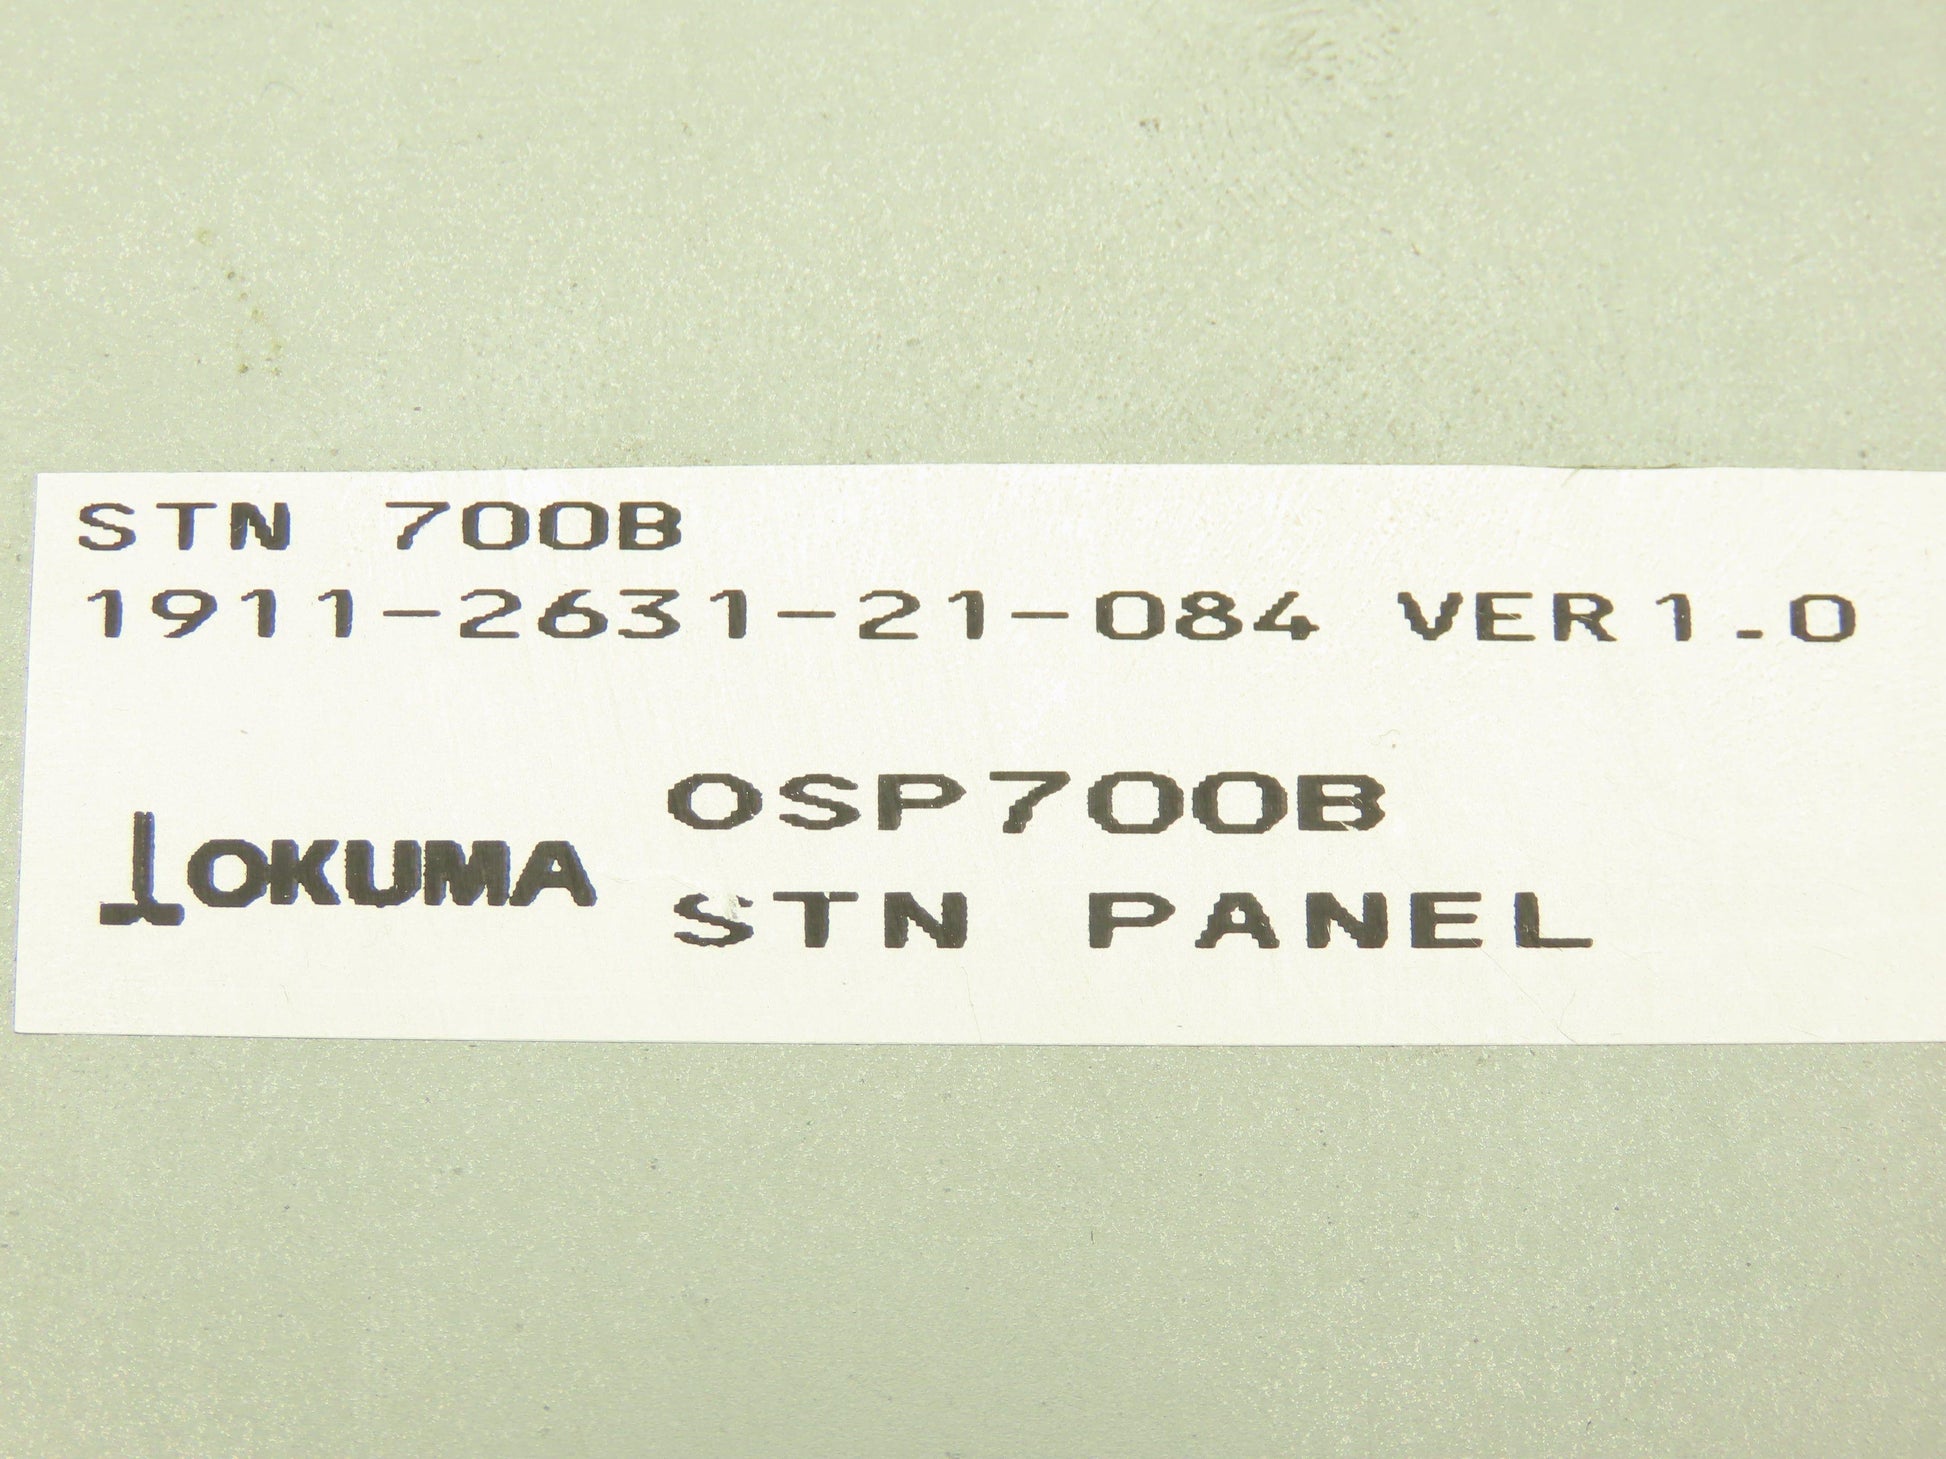 STN 700B
1911-2631-21-084 VER1.0
OSP700B
OKUMA
STN PANEL